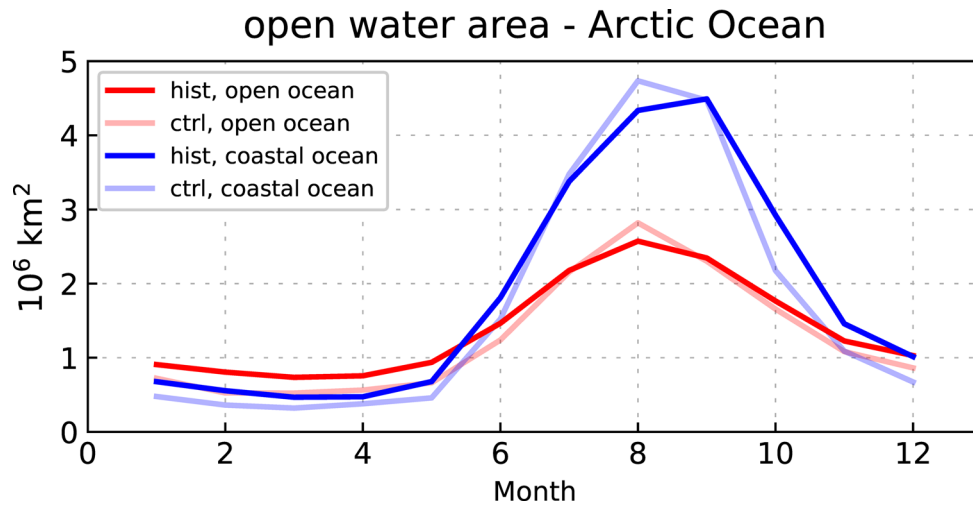 open water area - Arctic Ocean
5
4
3
2
1
0
10⁶ km²
hist, open ocean
ctrl, open ocean
hist, coastal ocean
ctrl, coastal ocean
0 2 4 6 8 10 12
Month